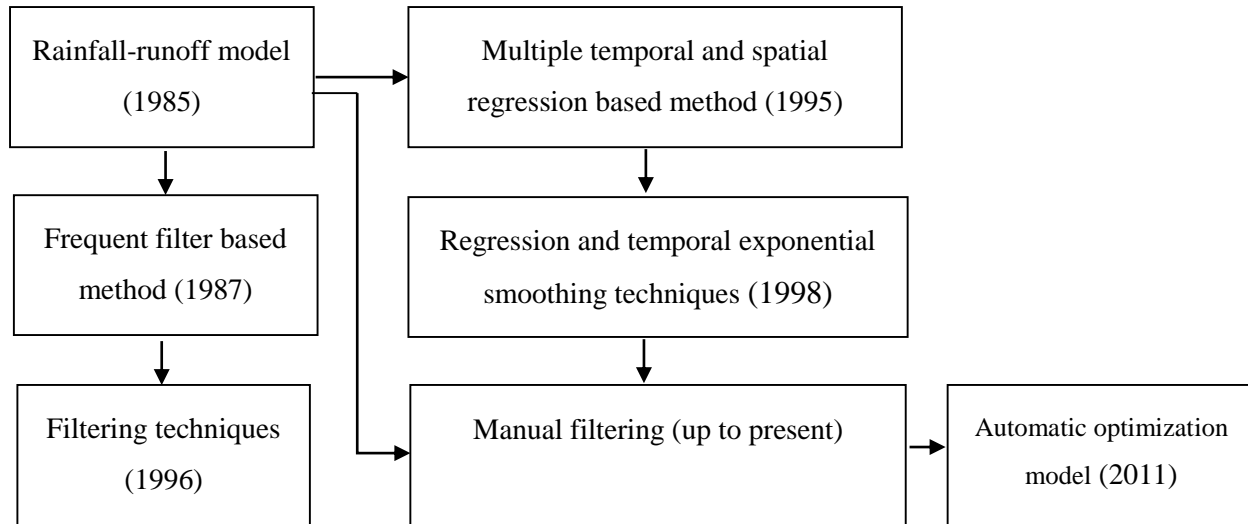 Rainfall-runoff model
(1985)
Multiple temporal and spatial
regression based method (1995)
Frequent filter based
method (1987)
Regression and temporal exponential
smoothing techniques (1998)
Filtering techniques
(1996)
Manual filtering (up to present)
Automatic optimization
model (2011)